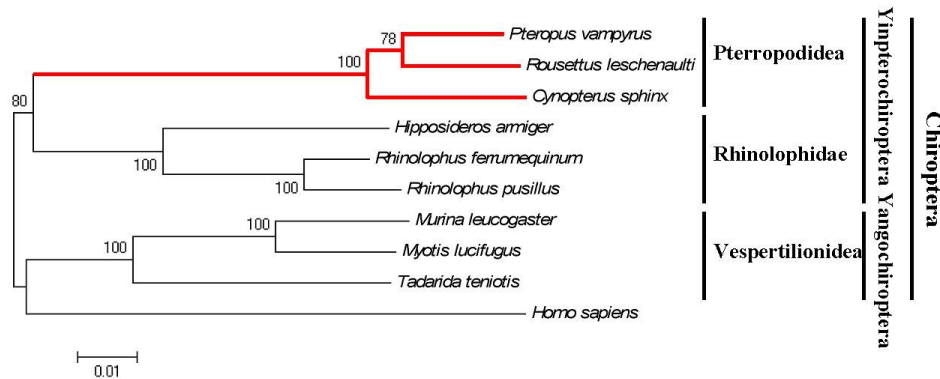 78
Pteropus vampyrus
100
Rousettus leschenaulti
Cynopterus sphinx
Pterropodidea
80
Hipposideros armiger
100
Rhinolophus ferrumequinum
100
Rhinolophus pusillus
Rhinolophidae
Yinpterochiroptera
100
Murina leucogaster
100
Myotis lucifugus
Tadarida teniotis
Vespertilionidea
Yangochiroptera
Chiroptera
Homo sapiens
0.01